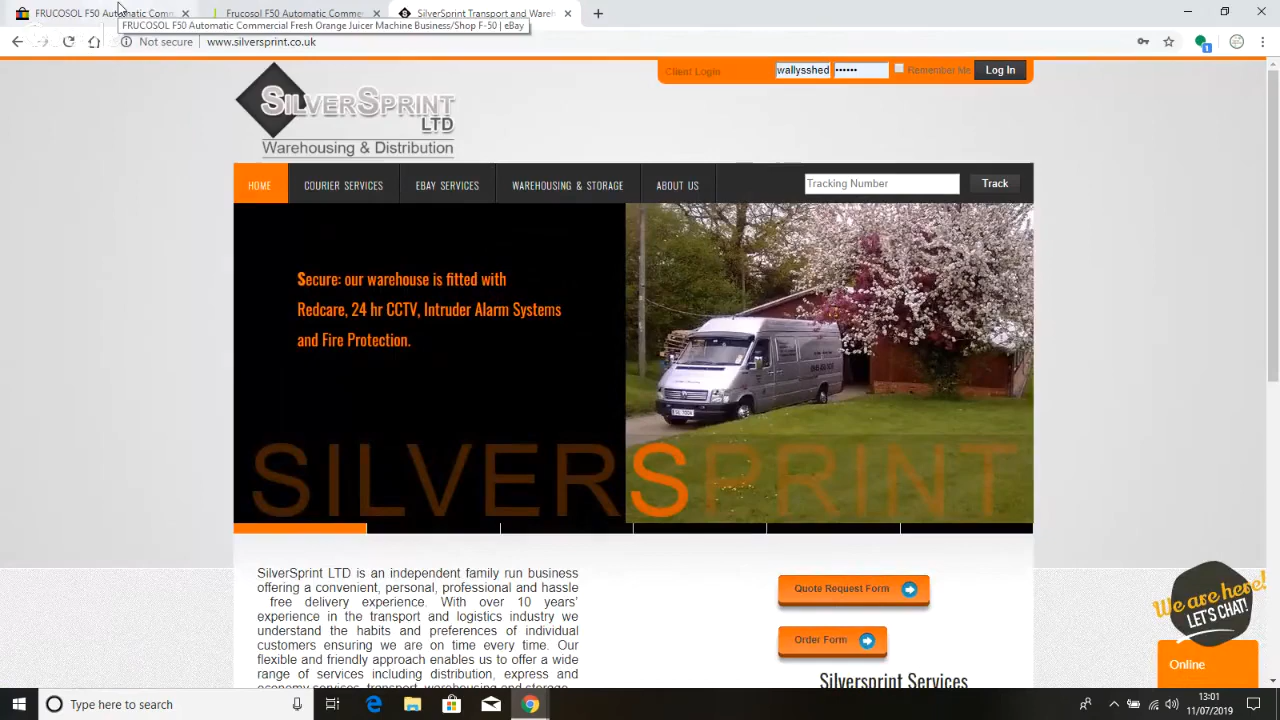 FRUCOSOL F50 Automatic Comm
Frucosol F50 Automatic Comme
SilverSprint Transport and Wareh
FRUCOSOL F50 Automatic Commercial Fresh Orange Juicer Machine Business/Shop F-50 | eBay
Not secure
www.silversprint.co.uk
Client Login
wallysshed
••••••
Remember Me
Log In
SILVERSPRINT
LTD
Warehousing & Distribution
HOME
COURIER SERVICES
EBAY SERVICES
WAREHOUSING & STORAGE
ABOUT US
Tracking Number
Track
Secure: our warehouse is fitted with
Redcare, 24 hr CCTV, Intruder Alarm Systems
and Fire Protection.
SILVERSPRINT
SilverSprint LTD is an independent family run business
offering a convenient, personal, professional and hassle
free delivery experience. With over 10 years'
experience in the transport and logistics industry we
understand the habits and preferences of individual
customers ensuring we are on time every time. Our
flexible and friendly approach enables us to offer a wide
range of services including distribution, express and
economy services, transport, warehousing and storage
Quote Request Form
Order Form
Silversprint Services
We are here!
LET'S CHAT!
Online
Type here to search
13:01
11/07/2019